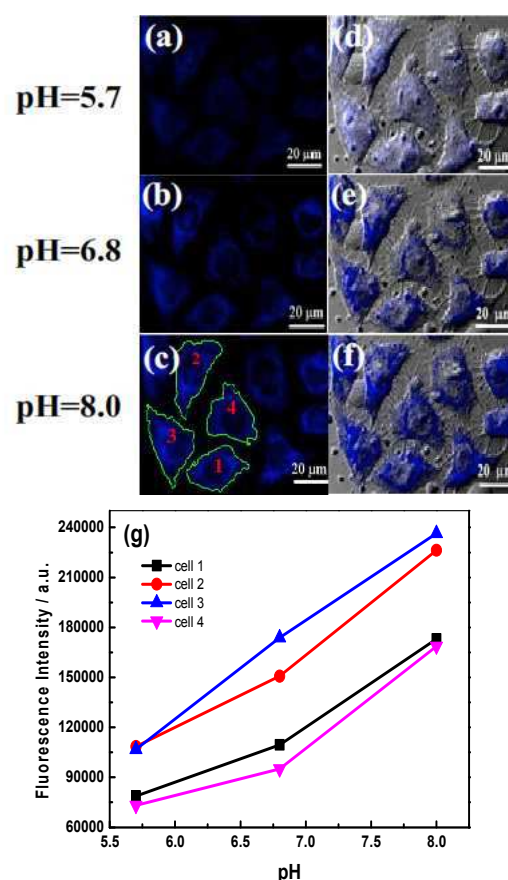 (a) (d)
pH=5.7
20 μm 20 μm
(b) (e)
pH=6.8
20 μm 20 μm
(c) (f)
2
pH=8.0
4
3
1
20 μm 20 μm
(g)
240000
210000
180000
150000
120000
90000
60000
cell 1
cell 2
cell 3
cell 4
Fluorescence Intensity / a.u.
5.5 6.0 6.5 7.0 7.5 8.0
pH